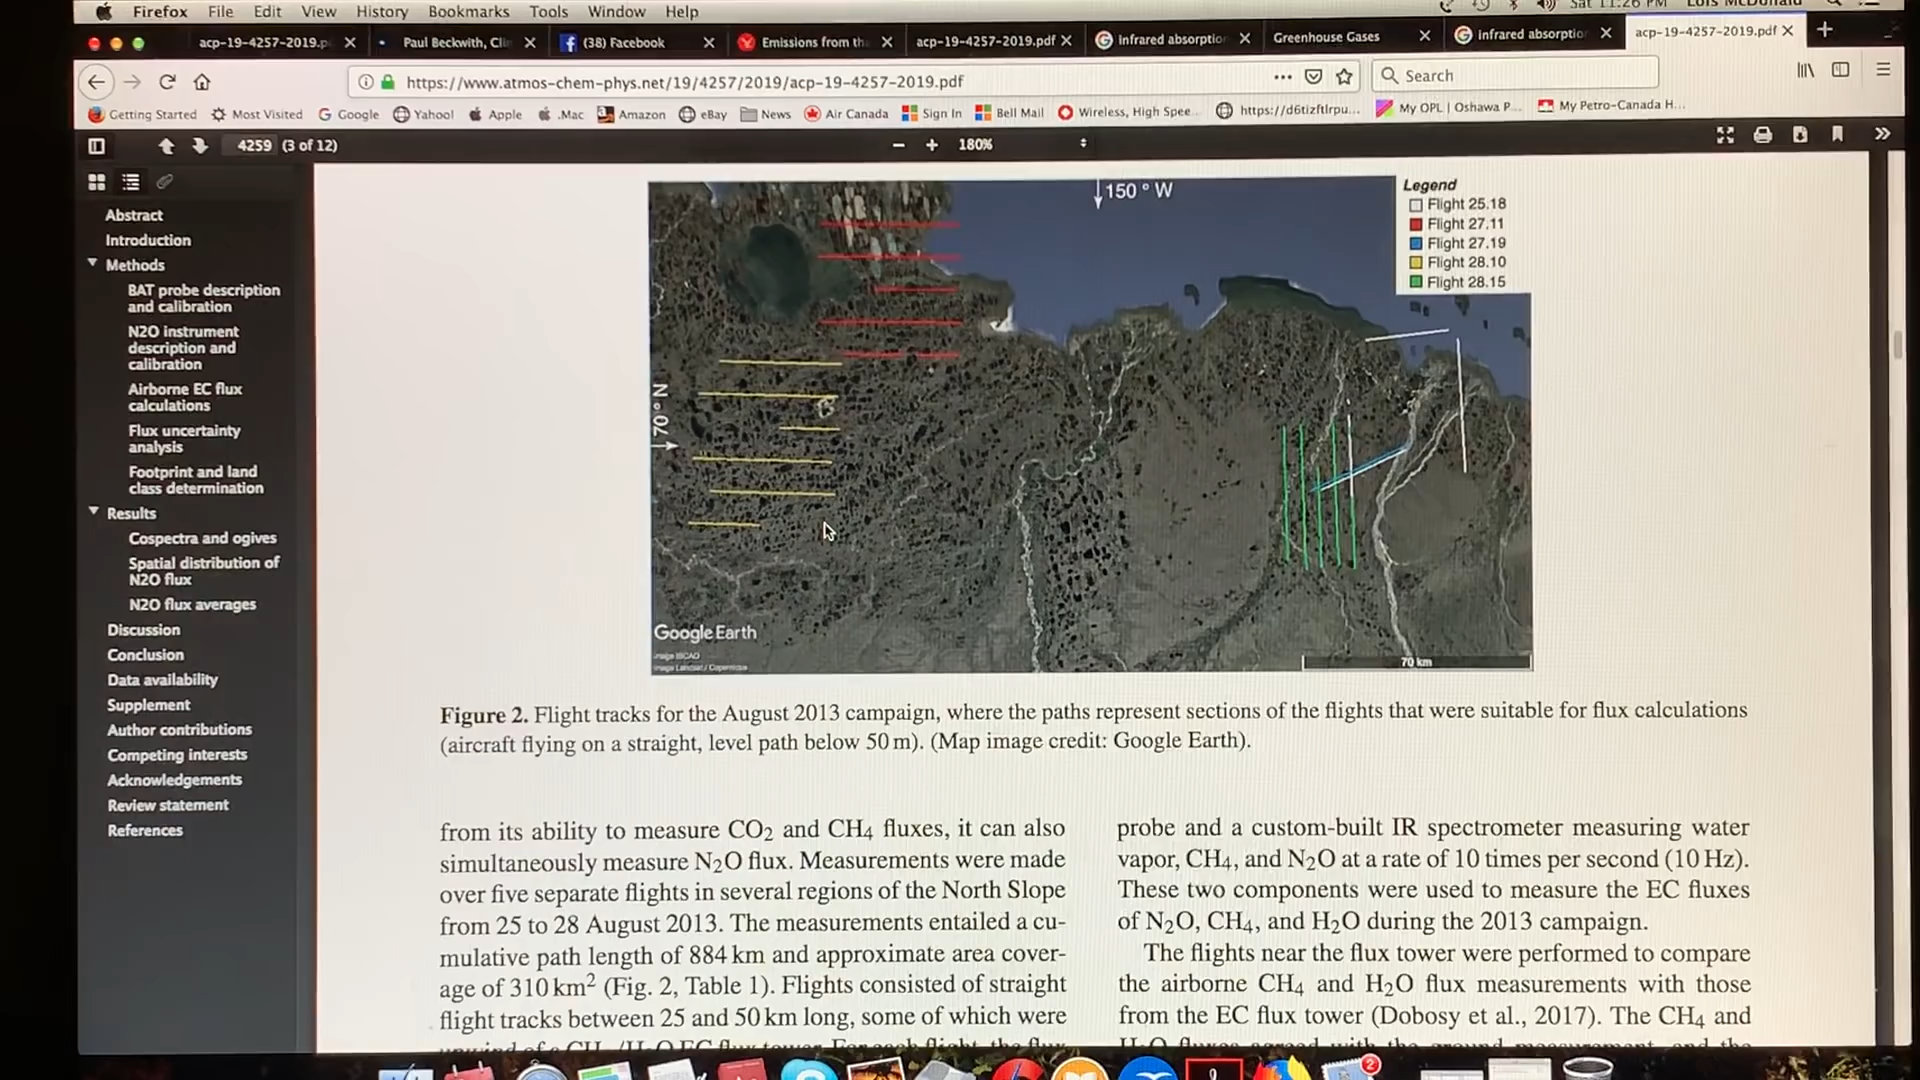 Firefox File Edit View History Bookmarks Tools Window Help
Sat 11:26 PM Lois McDonald
acp-19-4257-2019.p
Paul Beckwith, Cli
(38) Facebook
Emissions from th
acp-19-4257-2019.pdf
Infrared absorptio
Greenhouse Gases
Infrared absorptio
acp-19-4257-2019.pdf
https://www.atmos-chem-phys.net/19/4257/2019/acp-19-4257-2019.pdf
Search
Getting Started Most Visited Google Yahoo! Apple .Mac Amazon eBay News Air Canada Sign In Bell Mail Wireless, High Spee... https://d6tizftlrpu... My OPL | Oshawa P... My Petro-Canada H...
4259 (3 of 12)
180%
Abstract
Introduction
Methods
BAT probe description
and calibration
N2O instrument
description and
calibration
Airborne EC flux
calculations
Flux uncertainty
analysis
Footprint and land
class determination
Results
Cospectra and ogives
Spatial distribution of
N2O flux
N2O flux averages
Discussion
Conclusion
Data availability
Supplement
Author contributions
Competing interests
Acknowledgements
Review statement
References
150 ° W
70° N
Legend
Flight 25.18
Flight 27.11
Flight 27.19
Flight 28.10
Flight 28.15
Google Earth
Image IBCAO
Image Landsat / Copernicus
70 km
Figure 2. Flight tracks for the August 2013 campaign, where the paths represent sections of the flights that were suitable for flux calculations
(aircraft flying on a straight, level path below 50 m). (Map image credit: Google Earth).
from its ability to measure CO2 and CH4 fluxes, it can also
simultaneously measure N2O flux. Measurements were made
over five separate flights in several regions of the North Slope
from 25 to 28 August 2013. The measurements entailed a cu-
mulative path length of 884 km and approximate area cover-
age of 310 km2 (Fig. 2, Table 1). Flights consisted of straight
flight tracks between 25 and 50 km long, some of which were
probe and a custom-built IR spectrometer measuring water
vapor, CH4, and N2O at a rate of 10 times per second (10 Hz).
These two components were used to measure the EC fluxes
of N2O, CH4, and H2O during the 2013 campaign.
The flights near the flux tower were performed to compare
the airborne CH4 and H2O flux measurements with those
from the EC flux tower (Dobosy et al., 2017). The CH4 and
2